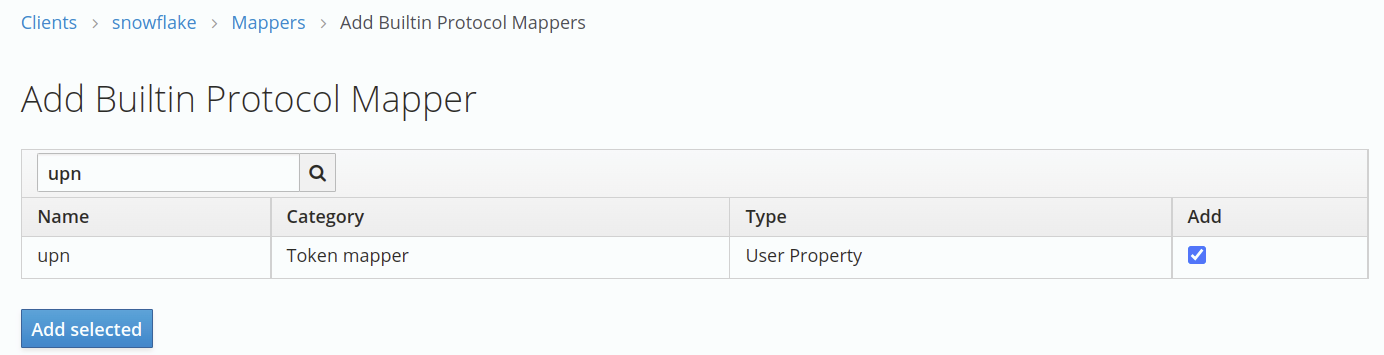 Clients > snowflake > Mappers > Add Builtin Protocol Mappers
Add Builtin Protocol Mapper
upn
Name Category Type Add
upn Token mapper User Property
Add selected